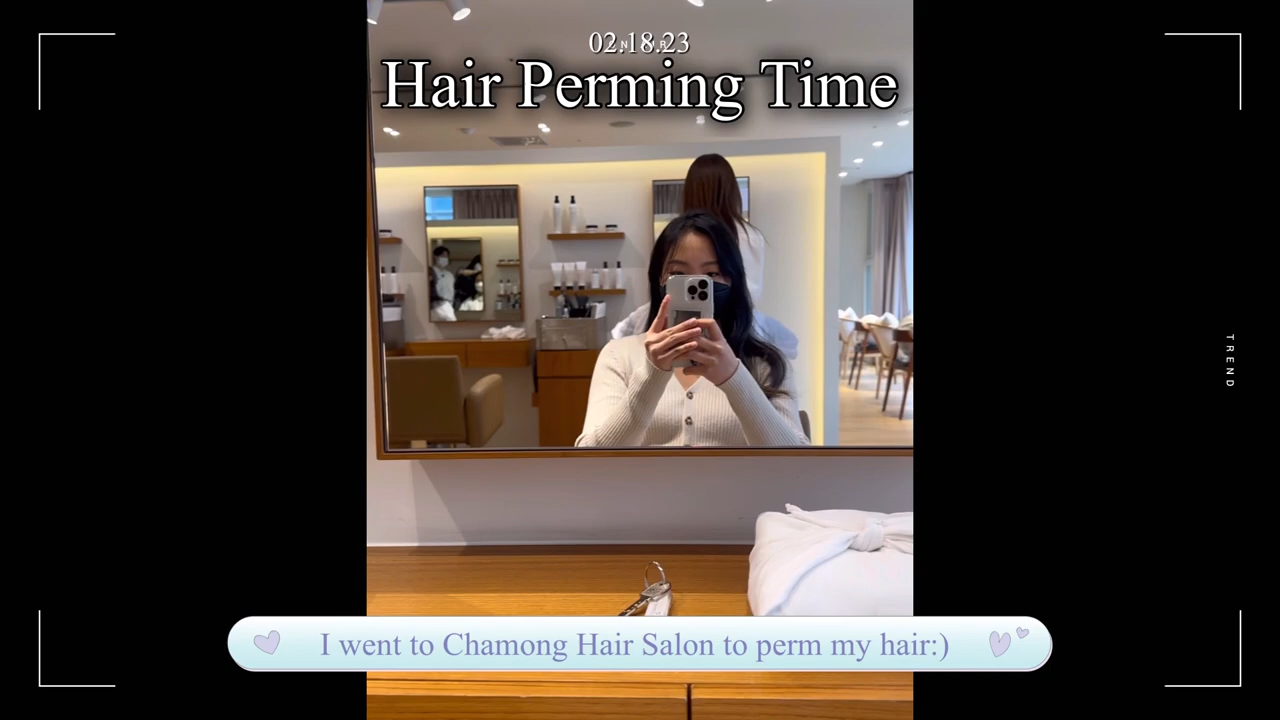 02.18.23
Hair Perming Time
TREND
I went to Chamong Hair Salon to perm my hair:)